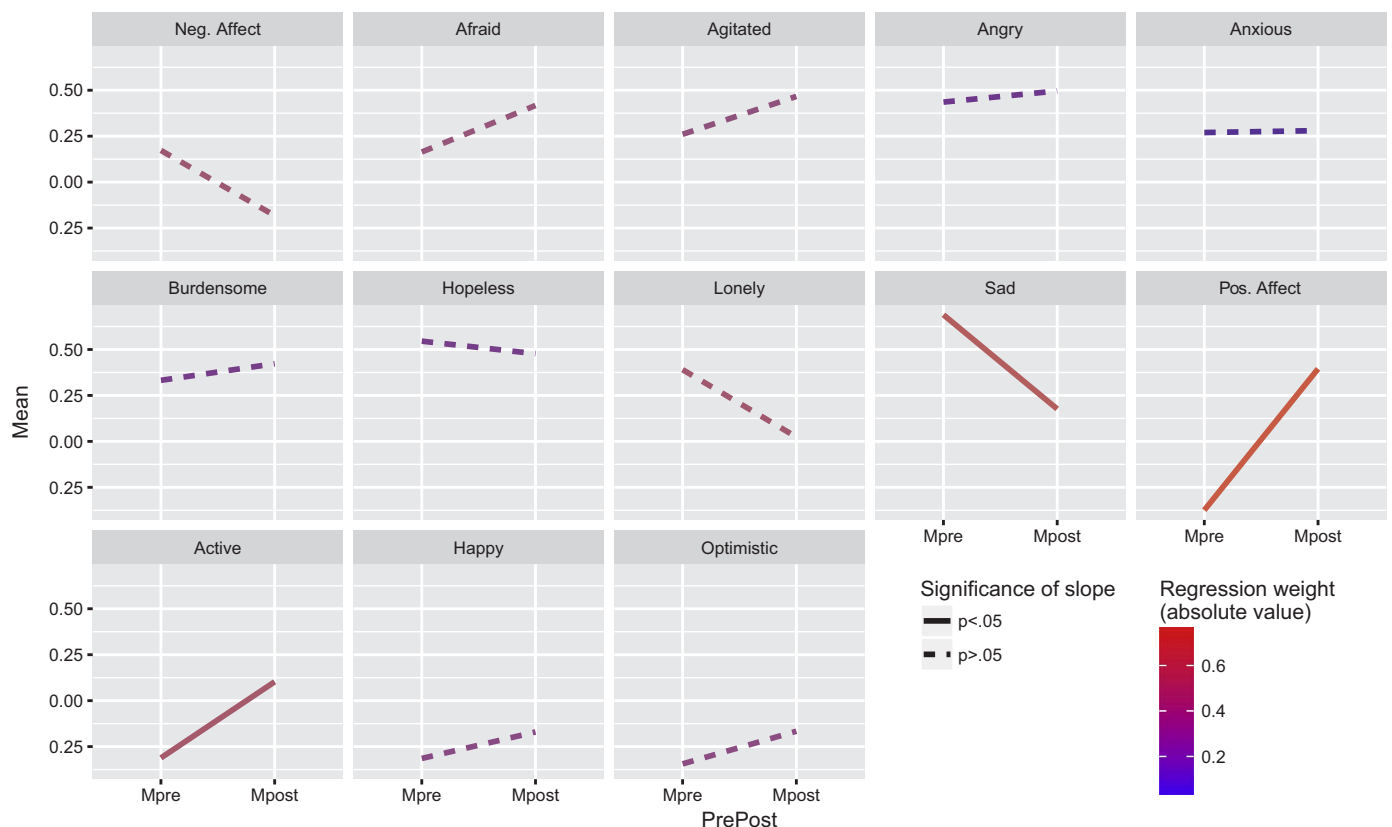 Neg. Affect Afraid Agitated Angry Anxious
0.50
0.25
0.00
0.25
Burdensome Hopeless Lonely Sad Pos. Affect
0.50
0.25
0.00
0.25
Mean
Mpre Mpost Mpre Mpost
Active Happy Optimistic
0.50
0.25
0.00
0.25
Mpre Mpost Mpre Mpost Mpre Mpost
PrePost
Significance of slope
p<.05
p>.05
Regression weight
(absolute value)
0.6
0.4
0.2